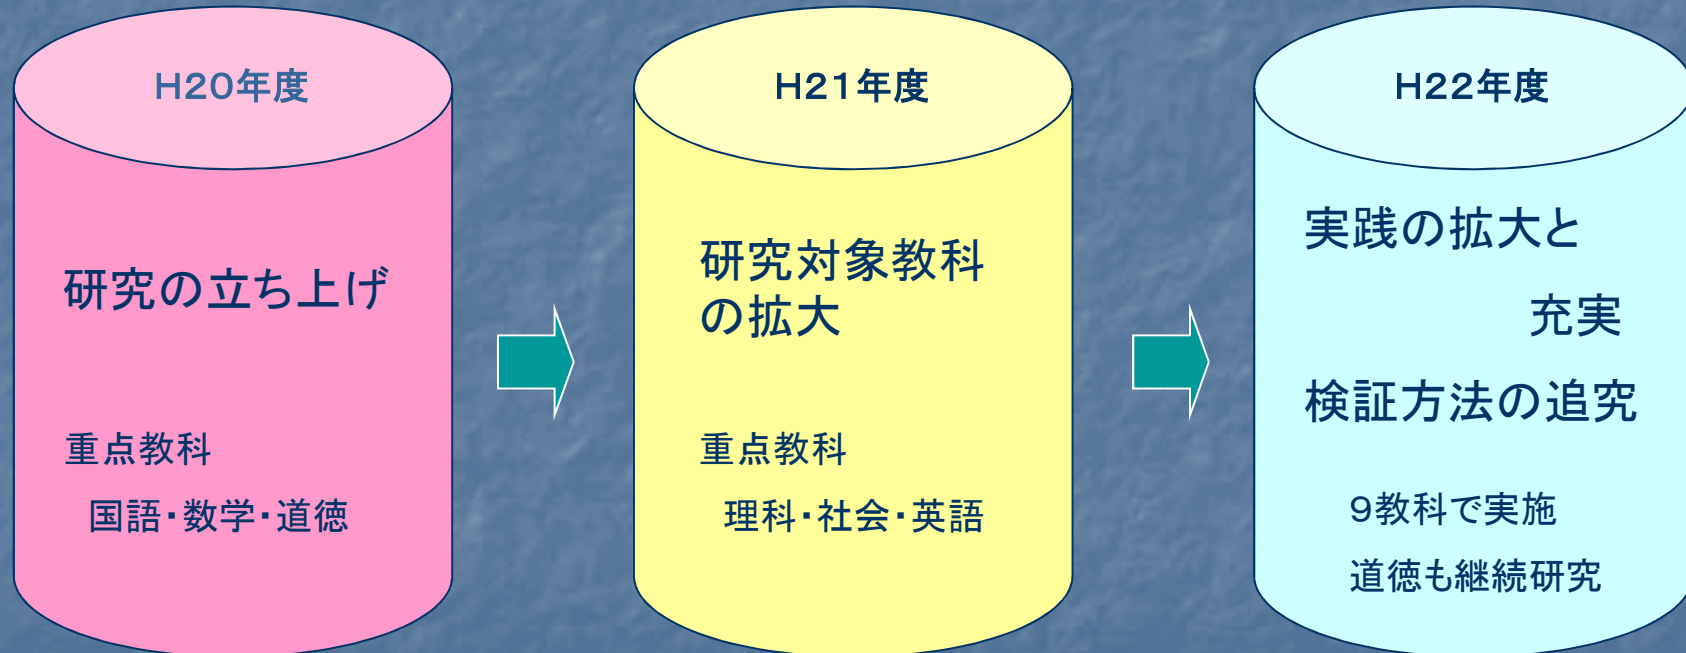 H20年度
研究の立ち上げ
重点教科
国語・数学・道徳
H21年度
研究対象教科
の拡大
重点教科
理科・社会・英語
H22年度
実践の拡大と
充実
検証方法の追究
9教科で実施
道徳も継続研究